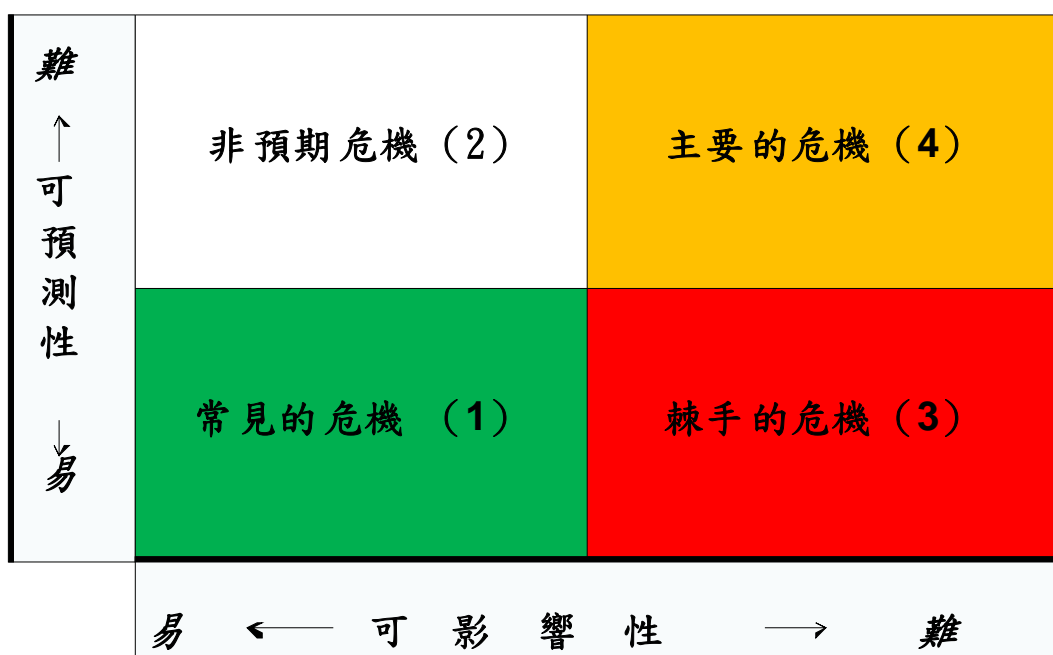 難
↑
可
預
測
性
↓
易
非預期危機（2）
主要的危機（4）
常見的危機 （1）
棘手的危機（3）
易 ← 可 影 響 性 → 難